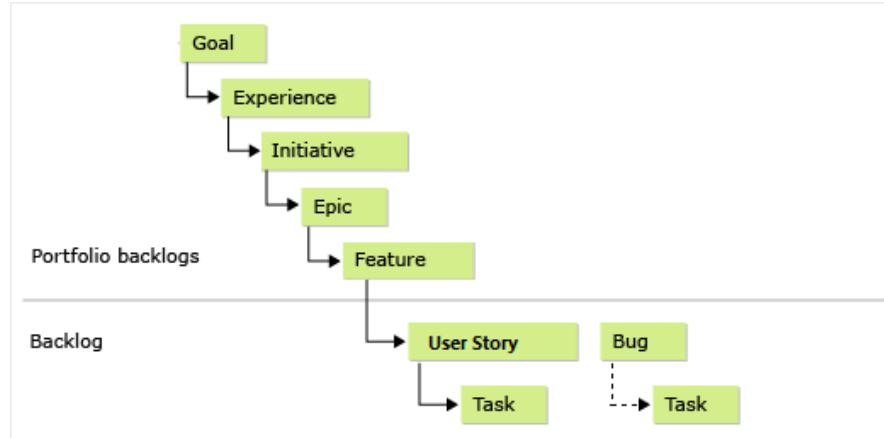 Goal
Experience
Initiative
Epic
Portfolio backlogs
Feature
Backlog
User Story
Bug
Task
Task